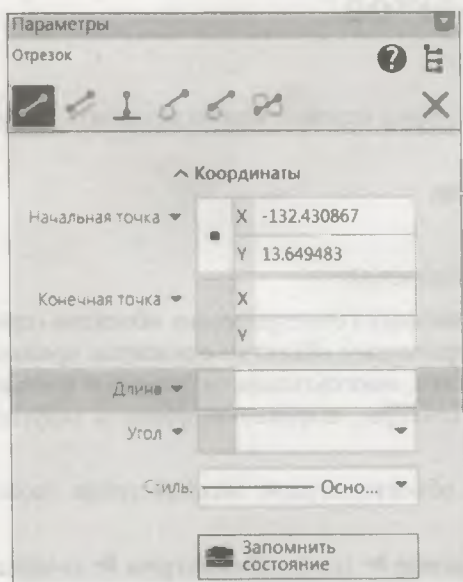 Параметры
Отрезок
?
Координаты
Начальная точка
X -132.430867
Y 13.649483
Конечная точка
X
Y
Длина
Угол
Стиль. Осно...
Запомнить
состояние